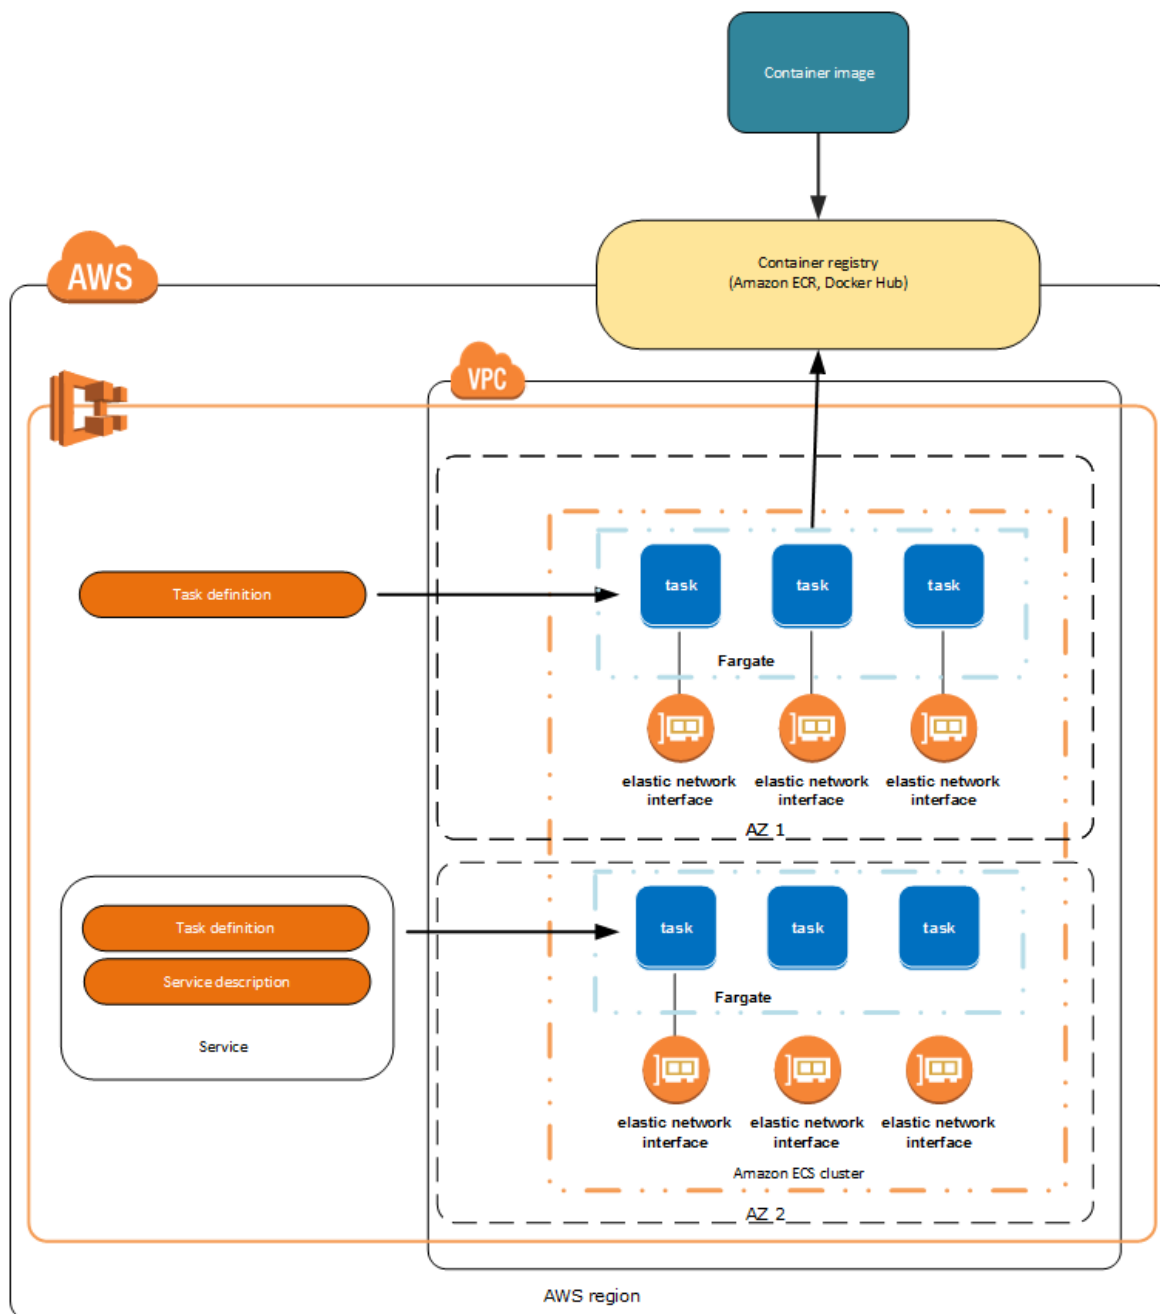 Container image
Container registry
(Amazon ECR, Docker Hub)
AWS
VPC
Task definition
task
task
task
Fargate
elastic network
interface
elastic network
interface
elastic network
interface
AZ 1
Task definition
Service description
Service
task
task
task
Fargate
elastic network
interface
elastic network
interface
elastic network
interface
Amazon ECS cluster
AZ 2
AWS region